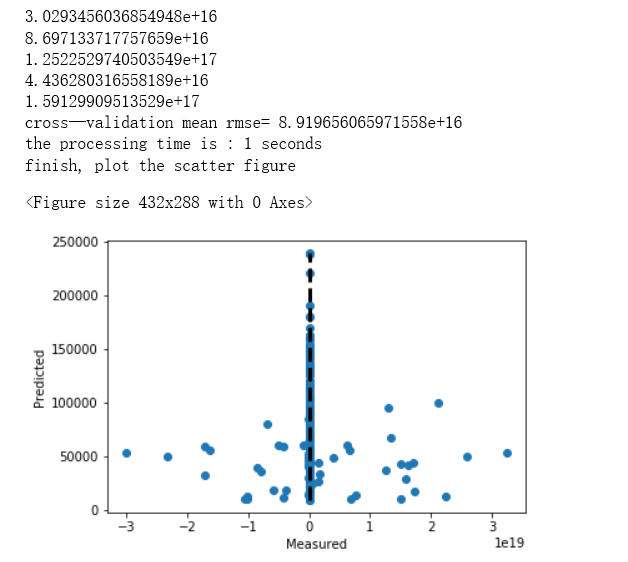 3.0293456036854948e+16
8.697133717757659e+16
1.2522529740503549e+17
4.436280316558189e+16
1.59129909513529e+17
cross—validation mean rmse= 8.919656065971558e+16
the processing time is : 1 seconds
finish, plot the scatter figure
<Figure size 432x288 with 0 Axes>
250000
200000
150000
100000
50000
0
Predicted
−3 −2 −1 0 1 2 3
1e19
Measured